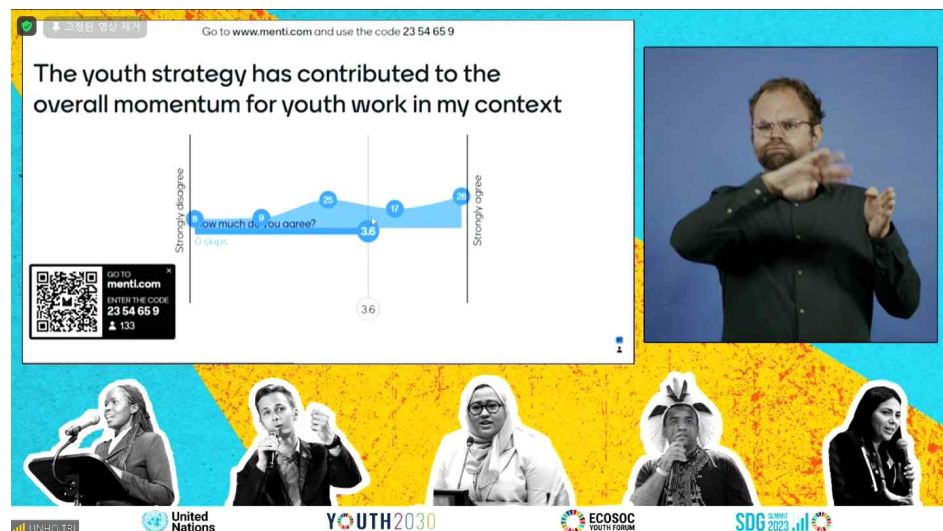 고정된 영상 제거
Go to www.menti.com and use the code 23 54 65 9
The youth strategy has contributed to the
overall momentum for youth work in my context
Strongly disagree
8
9
25
17
28
Strongly agree
How much do you agree?
3.6
0 skips
3.6
GO TO
menti.com
ENTER THE CODE
23 54 65 9
133
UNHQ TRI
United
Nations
YOUTH2030
ECOSOC
YOUTH FORUM
SDG SUMMIT
2023